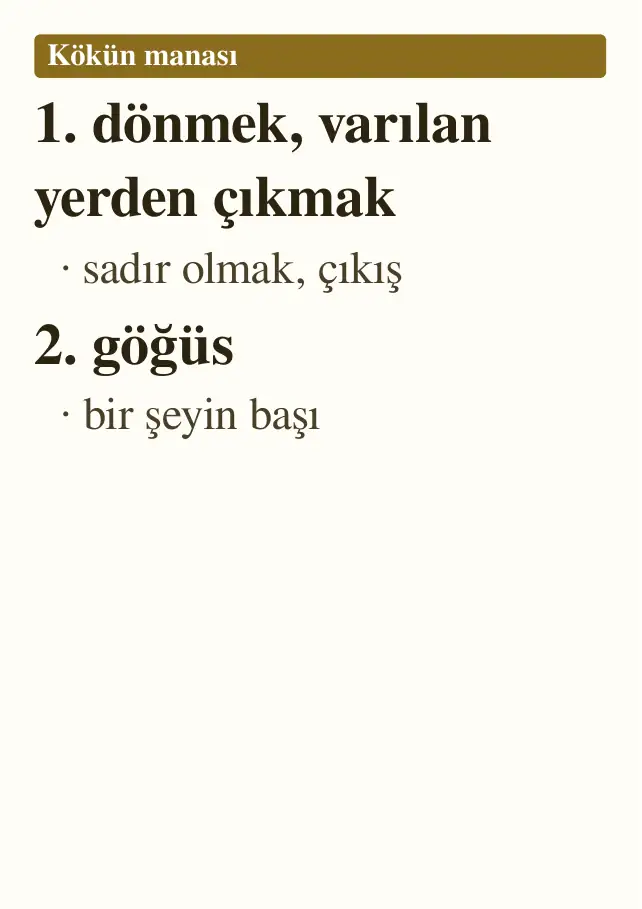 Kökün manası
1. dönmek, varılan
yerden çıkmak
· sadır olmak, çıkış
2. göğüs
· bir şeyin başı